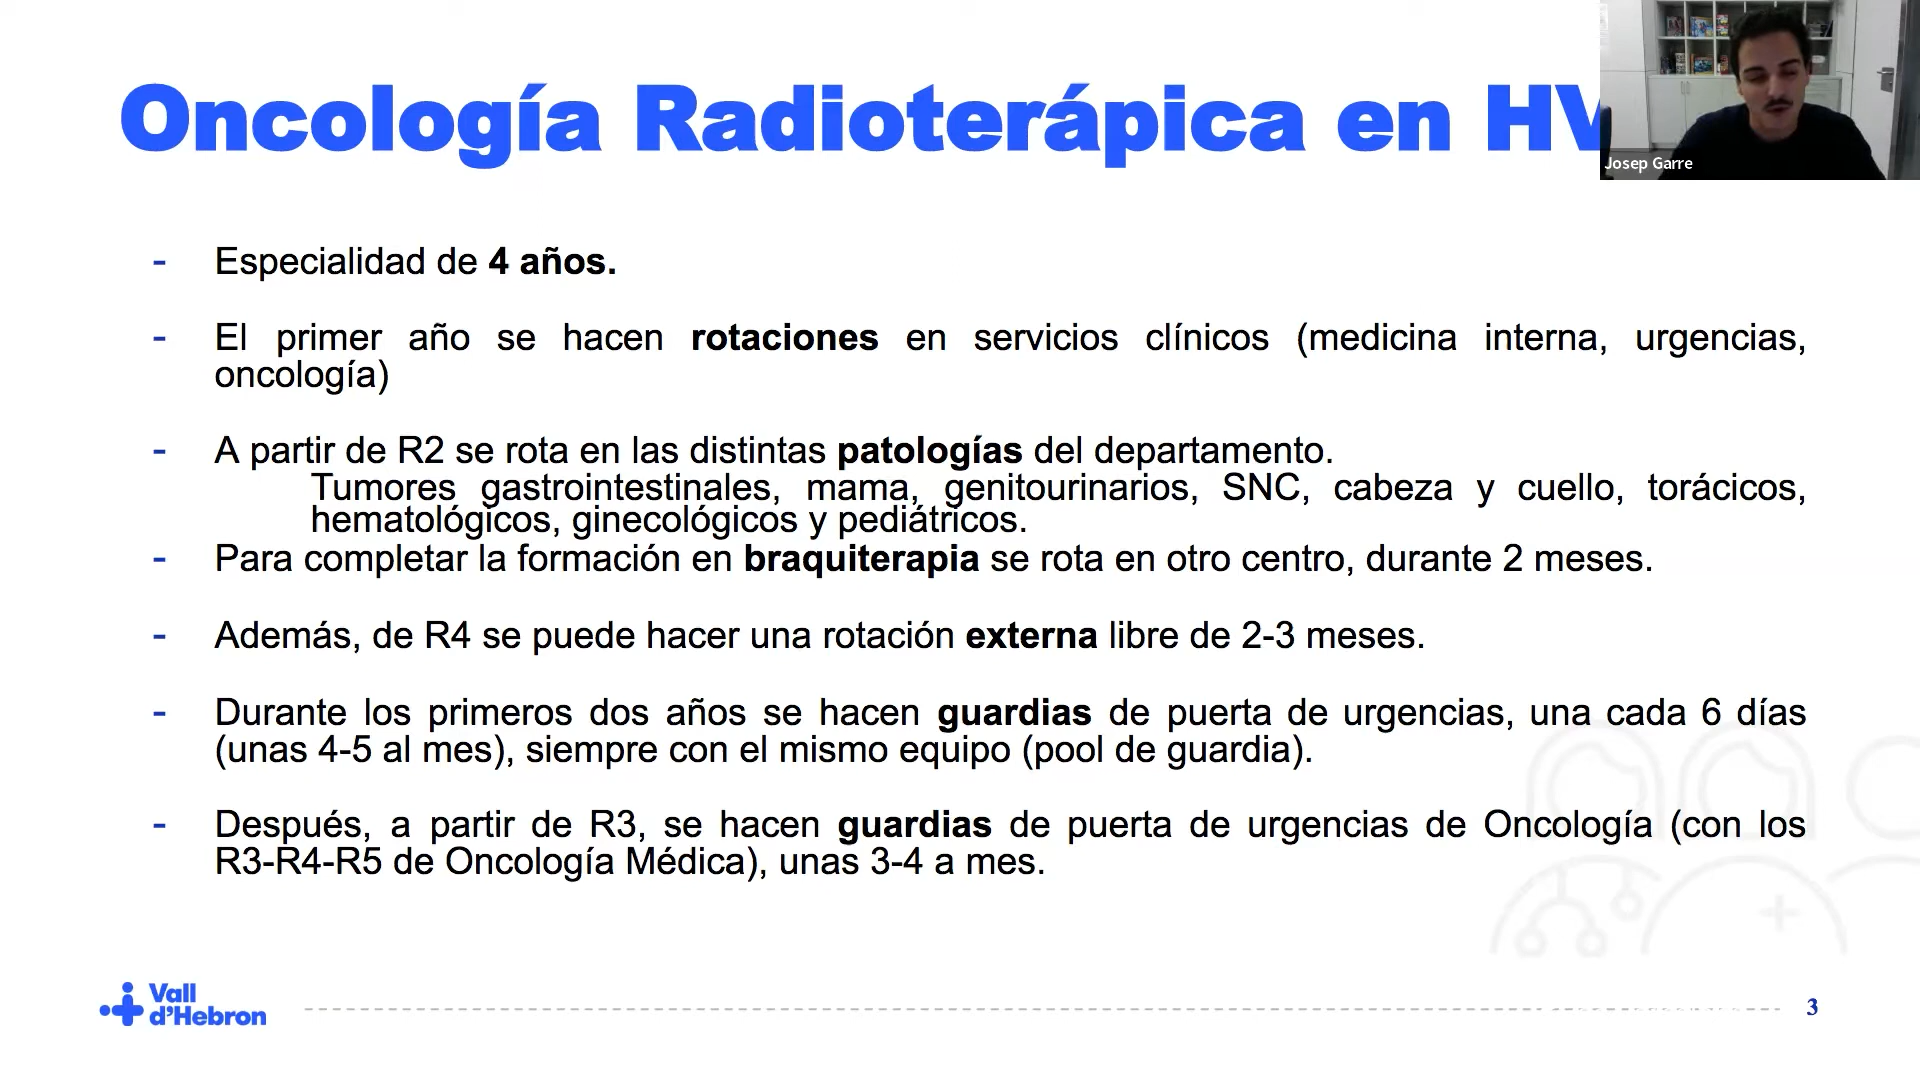 Oncología Radioterápica en HV
Josep Garre
- Especialidad de 4 años.
- El primer año se hacen rotaciones en servicios clínicos (medicina interna, urgencias,
oncología)
- A partir de R2 se rota en las distintas patologías del departamento.
Tumores gastrointestinales, mama, genitourinarios, SNC, cabeza y cuello, torácicos,
hematológicos, ginecológicos y pediátricos.
- Para completar la formación en braquiterapia se rota en otro centro, durante 2 meses.
- Además, de R4 se puede hacer una rotación externa libre de 2-3 meses.
- Durante los primeros dos años se hacen guardias de puerta de urgencias, una cada 6 días
(unas 4-5 al mes), siempre con el mismo equipo (pool de guardia).
- Después, a partir de R3, se hacen guardias de puerta de urgencias de Oncología (con los
R3-R4-R5 de Oncología Médica), unas 3-4 a mes.
Vall
d'Hebron
3